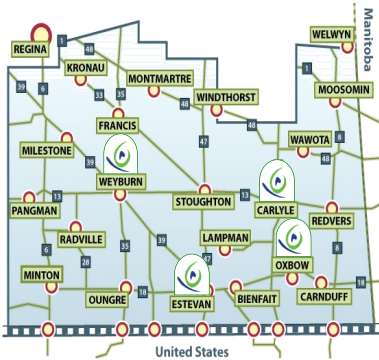 WELWYN
Manitoba
REGINA
1
48
KRONAU
1
39
MONTMARTRE
MOOSOMIN
6
33
35
48
WINDTHORST
FRANCIS
48
8
MILESTONE
39
47
WAWOTA
48
WEYBURN
13
STOUGHTON
13
CARLYLE
PANGMAN
REDVERS
RADVILLE
39
LAMPMAN
6
28
35
47
OXBOW
8
MINTON
18
OUNGRE
ESTEVAN
BIENFAIT
CARNDUFF
18
United States